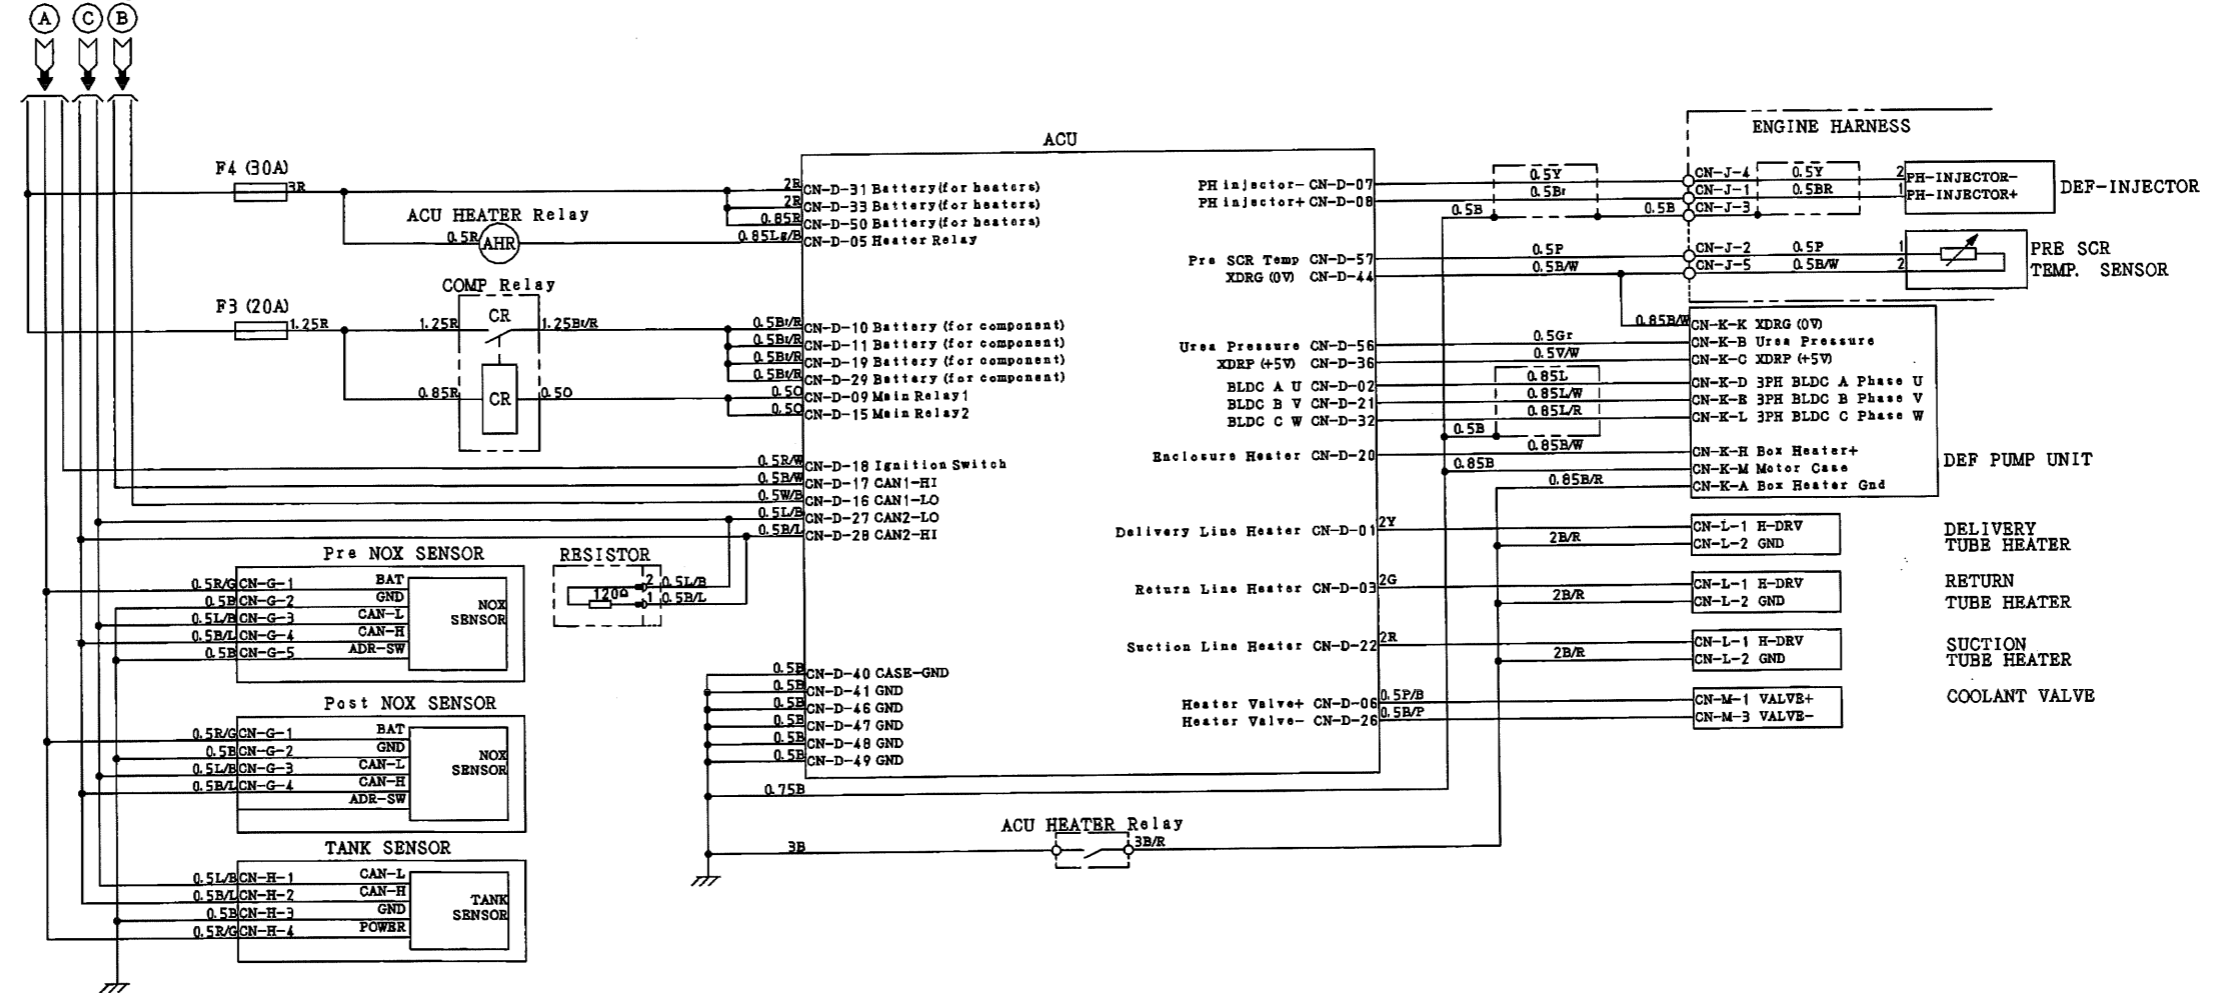 A C B
F4 (30A)
3R
ACU HEATER Relay
0.5R AHR
COMP Relay
F3 (20A)
1.25R 1.25R CR 1.25Br/R
0.85R CR 0.5O
ACU
2R CN-D-31 Battery (for heaters)
2R CN-D-33 Battery (for heaters)
0.85R CN-D-50 Battery (for heaters)
0.85Lg/B CN-D-05 Heater Relay
0.5Br/R CN-D-10 Battery (for component)
0.5Br/R CN-D-11 Battery (for component)
0.5Br/R CN-D-19 Battery (for component)
0.5Br/R CN-D-29 Battery (for component)
0.5O CN-D-09 Main Relay1
0.5O CN-D-15 Main Relay2
0.5R/W CN-D-18 Ignition Switch
0.5B/W CN-D-17 CAN1-HI
0.5W/B CN-D-16 CAN1-LO
0.5L/B CN-D-27 CAN2-LO
0.5B/L CN-D-28 CAN2-HI
0.5B CN-D-40 CASE-GND
0.5B CN-D-41 GND
0.5B CN-D-46 GND
0.5B CN-D-47 GND
0.5B CN-D-48 GND
0.5B CN-D-49 GND
0.75B
ACU HEATER Relay
3B 3B/R
RESISTOR
2 0.5L/B
120Ω 1 0.5B/L
Pre NOX SENSOR
0.5R/G CN-G-1 BAT
0.5B CN-G-2 GND
0.5L/B CN-G-3 CAN-L
0.5B/L CN-G-4 CAN-H
0.5B CN-G-5 ADR-SW
NOX
SENSOR
Post NOX SENSOR
0.5R/G CN-G-1 BAT
0.5B CN-G-2 GND
0.5L/B CN-G-3 CAN-L
0.5B/L CN-G-4 CAN-H
ADR-SW
NOX
SENSOR
TANK SENSOR
0.5L/B CN-H-1 CAN-L
0.5B/L CN-H-2 CAN-H
0.5B CN-H-3 GND
0.5R/G CN-H-4 POWER
TANK
SENSOR
PH injector- CN-D-07 0.5Y
PH injector+ CN-D-08 0.5Br
0.5B 0.5B
Pre SCR Temp CN-D-57 0.5P
XDRG (0V) CN-D-44 0.5B/W
Urea Pressure CN-D-56 0.5Gr
XDRP (+5V) CN-D-36 0.5V/W
BLDC A U CN-D-02 0.85L
BLDC B V CN-D-21 0.85L/W
BLDC C W CN-D-32 0.85L/R
0.5B
Enclosure Heater CN-D-20 0.85B/W
0.85B
0.85B/R
Delivery Line Heater CN-D-01 2Y
2B/R
Return Line Heater CN-D-03 2G
2B/R
Suction Line Heater CN-D-22 2R
2B/R
Heater Valve+ CN-D-06 0.5P/B
Heater Valve- CN-D-26 0.5B/P
ENGINE HARNESS
CN-J-4 0.5Y 2 PH-INJECTOR-
CN-J-1 0.5BR 1 PH-INJECTOR+
CN-J-3
DEF-INJECTOR
CN-J-2 0.5P 1
CN-J-5 0.5B/W 2
PRE SCR
TEMP. SENSOR
0.85B/W CN-K-K XDRG (0V)
CN-K-B Urea Pressure
CN-K-C XDRP (+5V)
CN-K-D 3PH BLDC A Phase U
CN-K-E 3PH BLDC B Phase V
CN-K-L 3PH BLDC C Phase W
CN-K-H Box Heater+
CN-K-M Motor Case
CN-K-A Box Heater Gnd
DEF PUMP UNIT
CN-L-1 H-DRV
CN-L-2 GND
DELIVERY
TUBE HEATER
CN-L-1 H-DRV
CN-L-2 GND
RETURN
TUBE HEATER
CN-L-1 H-DRV
CN-L-2 GND
SUCTION
TUBE HEATER
CN-M-1 VALVE+
CN-M-3 VALVE-
COOLANT VALVE